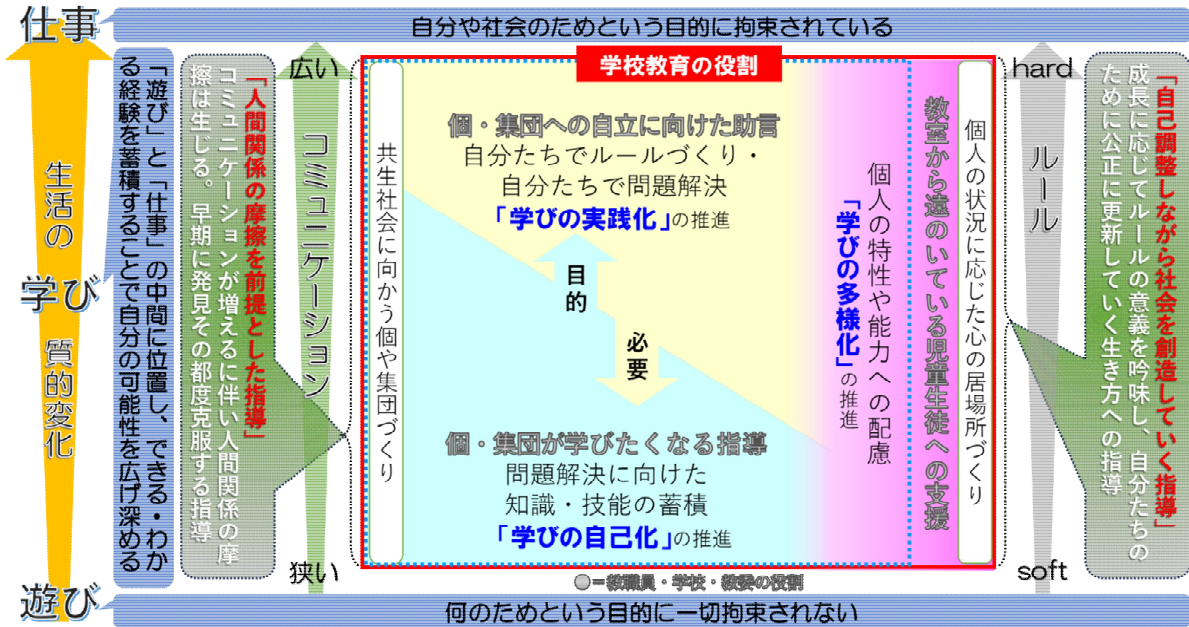 仕事
自分や社会のためという目的に拘束されている
生活の
質的変化
学び
遊び
「遊び」と「仕事」の中間に位置し、できる・わか
る経験を蓄積することで自分の可能性を広げ深める
「人間関係の摩擦を前提とした指導」
コミュニケーションが増えるに伴い人間関係の摩
擦は生じる。早期に発見その都度克服する指導
広い
コミュニケーション
狭い
学校教育の役割
共生社会に向かう個や集団づくり
個・集団への自立に向けた助言
自分たちでルールづくり・
自分たちで問題解決
「学びの実践化」の推進
目的
必要
個・集団が学びたくなる指導
問題解決に向けた
知識・技能の蓄積
「学びの自己化」の推進
個人の特性や能力への配慮
「学びの多様化」の推進
教室から遠のいている児童生徒への支援
個人の状況に応じた心の居場所づくり
◯=教職員・学校・教委の役割
hard
ルール
soft
「自己調整しながら社会を創造していく指導」
成長に応じてルールの意義を吟味し、自分たちの
ために公正に更新していく生き方への指導
何のためという目的に一切拘束されない